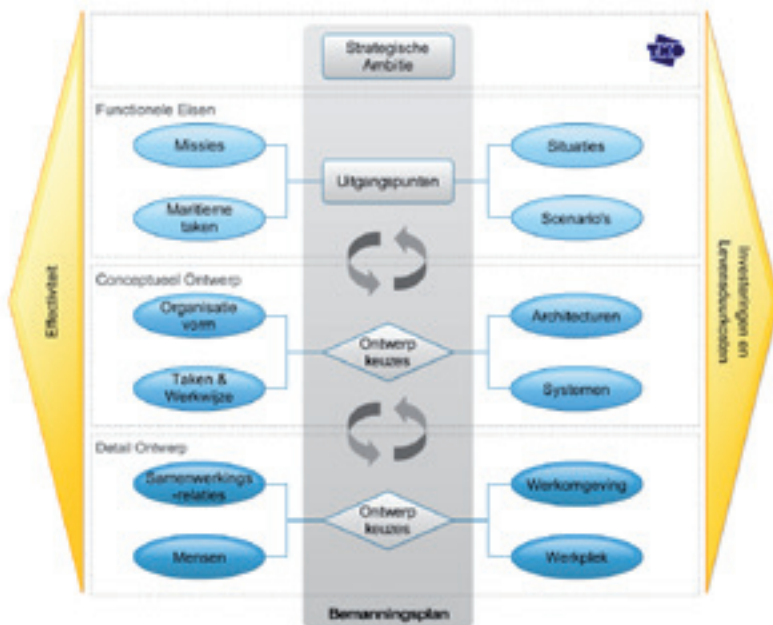 Strategische
Ambitie
Functionele Eisen
Missies
Maritieme
taken
Uitgangspunten
Situaties
Scenario's
Effectiviteit
Investeringen en
Levensduurkosten
Conceptueel Ontwerp
Organisatie
vorm
Taken &
Werkwijze
Ontwerp
keuzes
Architecturen
Systemen
Detail Ontwerp
Samenwerkings
-relaties
Mensen
Ontwerp
keuzes
Werkomgeving
Werkplek
Bemanningsplan